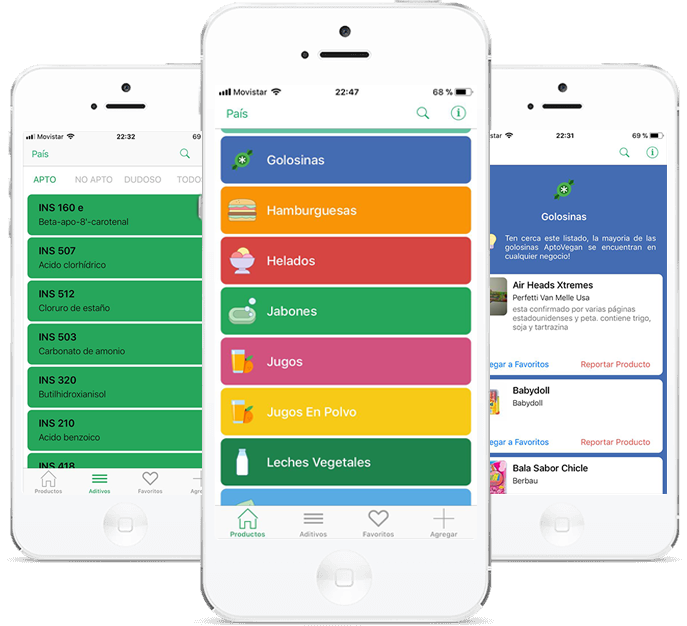 Movistar
22:32
69
País
APTO
NO APTO
DUDOSO
TODO
INS 160 e
Beta-apo-8'-carotenal
INS 507
Acido clorhídrico
INS 512
Cloruro de estaño
INS 503
Carbonato de amonio
INS 320
Butilhidroxianisol
INS 210
Acido benzoico
INS 418
Productos
Aditivos
Favoritos
Agreg
Movistar
22:47
68 %
País
Golosinas
Hamburguesas
Helados
Jabones
Jugos
Jugos En Polvo
Leches Vegetales
Productos
Aditivos
Favoritos
Agregar
star
22:31
69 %
Golosinas
Ten cerca este listado, la mayoria de las
golosinas AptoVegan se encuentran en
cualquier negocio!
Air Heads Xtremes
Perfetti Van Melle Usa
esta confirmado por varias páginas
estadounidenses y peta. contiene trigo,
soja y tartrazina
egar a Favoritos
Reportar Producto
Babydoll
Babydoll
egar a Favoritos
Reportar Producto
Bala Sabor Chicle
Berbau